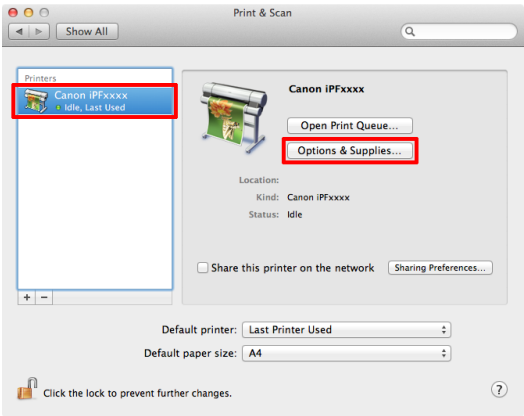 Print & Scan
Show All
Printers
Canon iPFxxxx
Idle, Last Used
Canon iPFxxxx
Open Print Queue...
Options & Supplies...
Location:
Kind: Canon iPFxxxx
Status: Idle
Share this printer on the network Sharing Preferences...
+ −
Default printer: Last Printer Used
Default paper size: A4
Click the lock to prevent further changes. ?